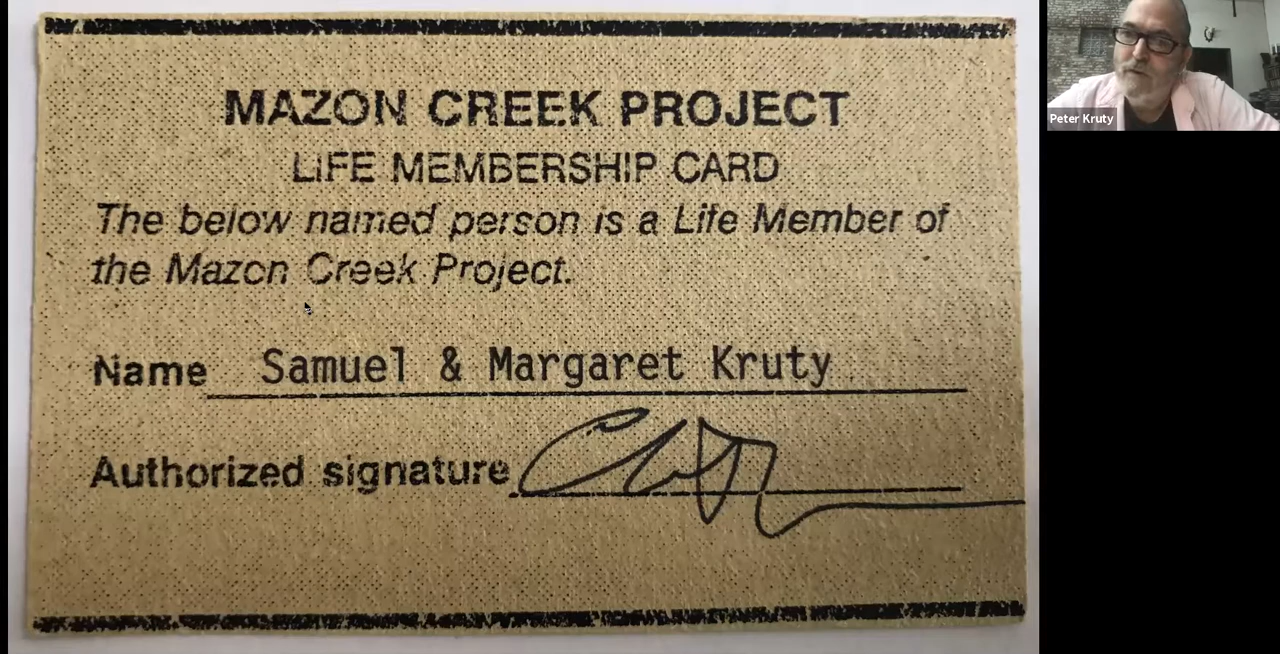 MAZON CREEK PROJECT
LIFE MEMBERSHIP CARD
The below named person is a Life Member of
the Mazon Creek Project.
Name Samuel & Margaret Kruty
Authorized signature
Peter Kruty